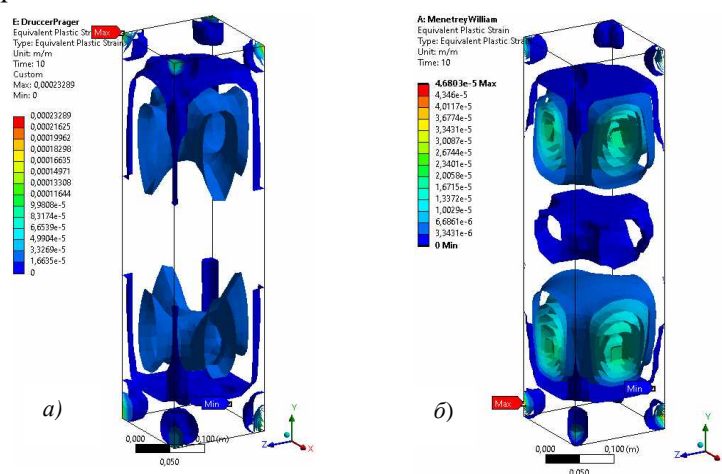 E: DruccerPrager
Equivalent Plastic Strain
Type: Equivalent Plastic Strain
Unit: m/m
Time: 10
Custom
Max: 0,00023289
Min: 0
0,00023289
0,00021625
0,00019962
0,00018298
0,00016635
0,00014971
0,00013308
0,00011644
9,9808e-5
8,3174e-5
6,6539e-5
4,9904e-5
3,3269e-5
1,6635e-5
0
Max
Min
а)
0,000
0,100 (m)
0,050
Y
Z
X
A: MenetreyWilliam
Equivalent Plastic Strain
Type: Equivalent Plastic Stra
Unit: m/m
Time: 10
4,6803e-5 Max
4,346e-5
4,0117e-5
3,6774e-5
3,3431e-5
3,0087e-5
2,6744e-5
2,3401e-5
2,0058e-5
1,6715e-5
1,3372e-5
1,0029e-5
6,6861e-6
3,3431e-6
0 Min
Min
Max
б)
0,000
0,100 (m)
0,050
Y
Z